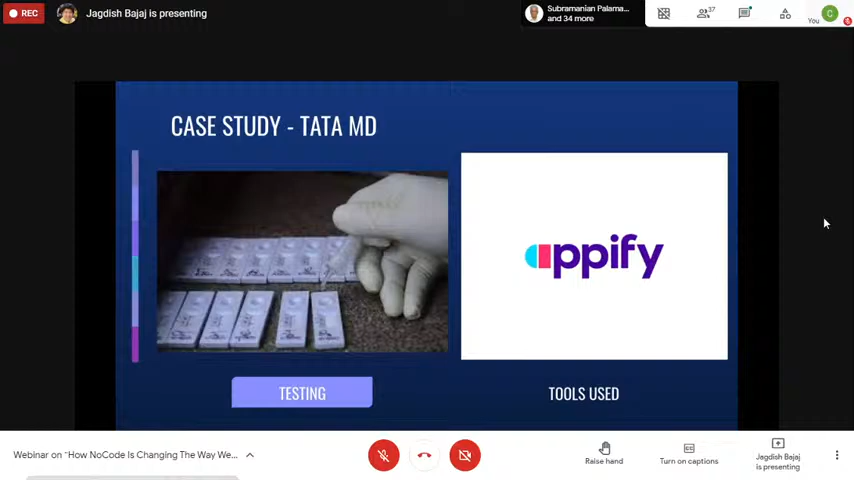 REC
Jagdish Bajaj is presenting
Subramanian Palama...
and 34 more
37
You
C
CASE STUDY - TATA MD
appify
TESTING
TOOLS USED
Webinar on "How NoCode Is Changing The Way We...
Raise hand
Turn on captions
Jagdish Bajaj
is presenting